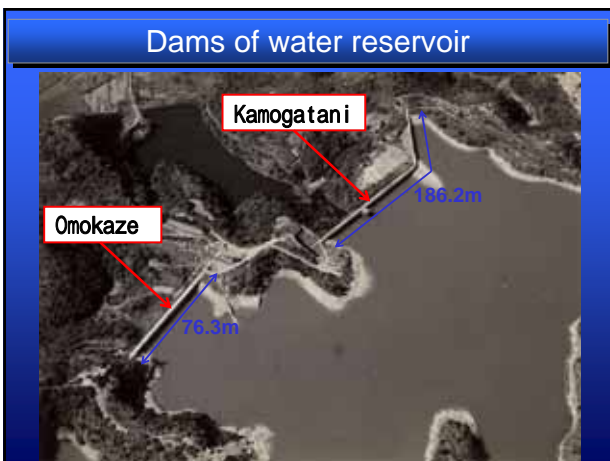 Dams of water reservoir
Kamogatani
186.2m
Omokaze
76.3m